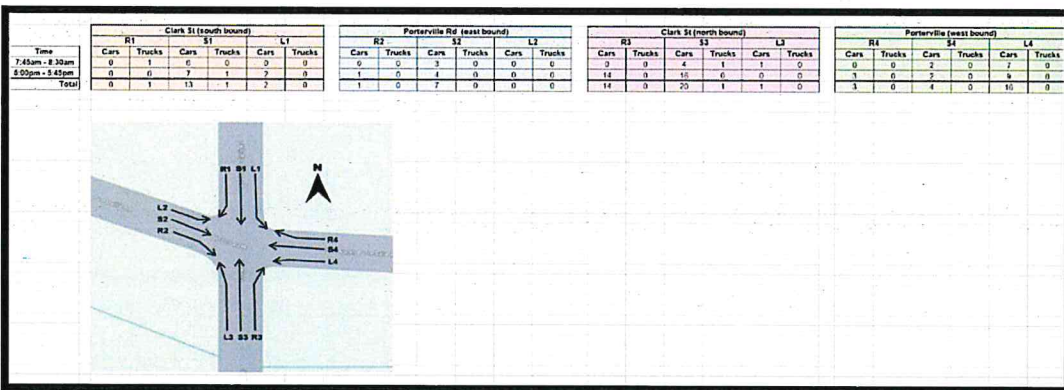 Clark St (south bound) Porterville Rd (east bound) Clark St (north bound) Porterville (west bound)
R1 S1 L1 R2 S2 L2 R3 S3 L3 R4 S4 L4
Time Cars Trucks Cars Trucks Cars Trucks Cars Trucks Cars Trucks Cars Trucks Cars Trucks Cars Trucks Cars Trucks Cars Trucks Cars Trucks Cars Trucks
7:45am - 8:30am 0 1 6 0 0 0 0 0 3 0 0 0 0 0 4 1 1 0 0 0 2 0 7 0
5:00pm - 5:45pm 0 0 7 1 2 0 1 0 4 0 0 0 14 0 16 0 0 0 3 0 2 0 9 0
Total 0 1 13 1 2 0 1 0 7 0 0 0 14 0 20 1 1 0 3 0 4 0 16 0
R1 S1 L1
N
L2
S2
R2
R4
S4
L4
L3 S3 R3